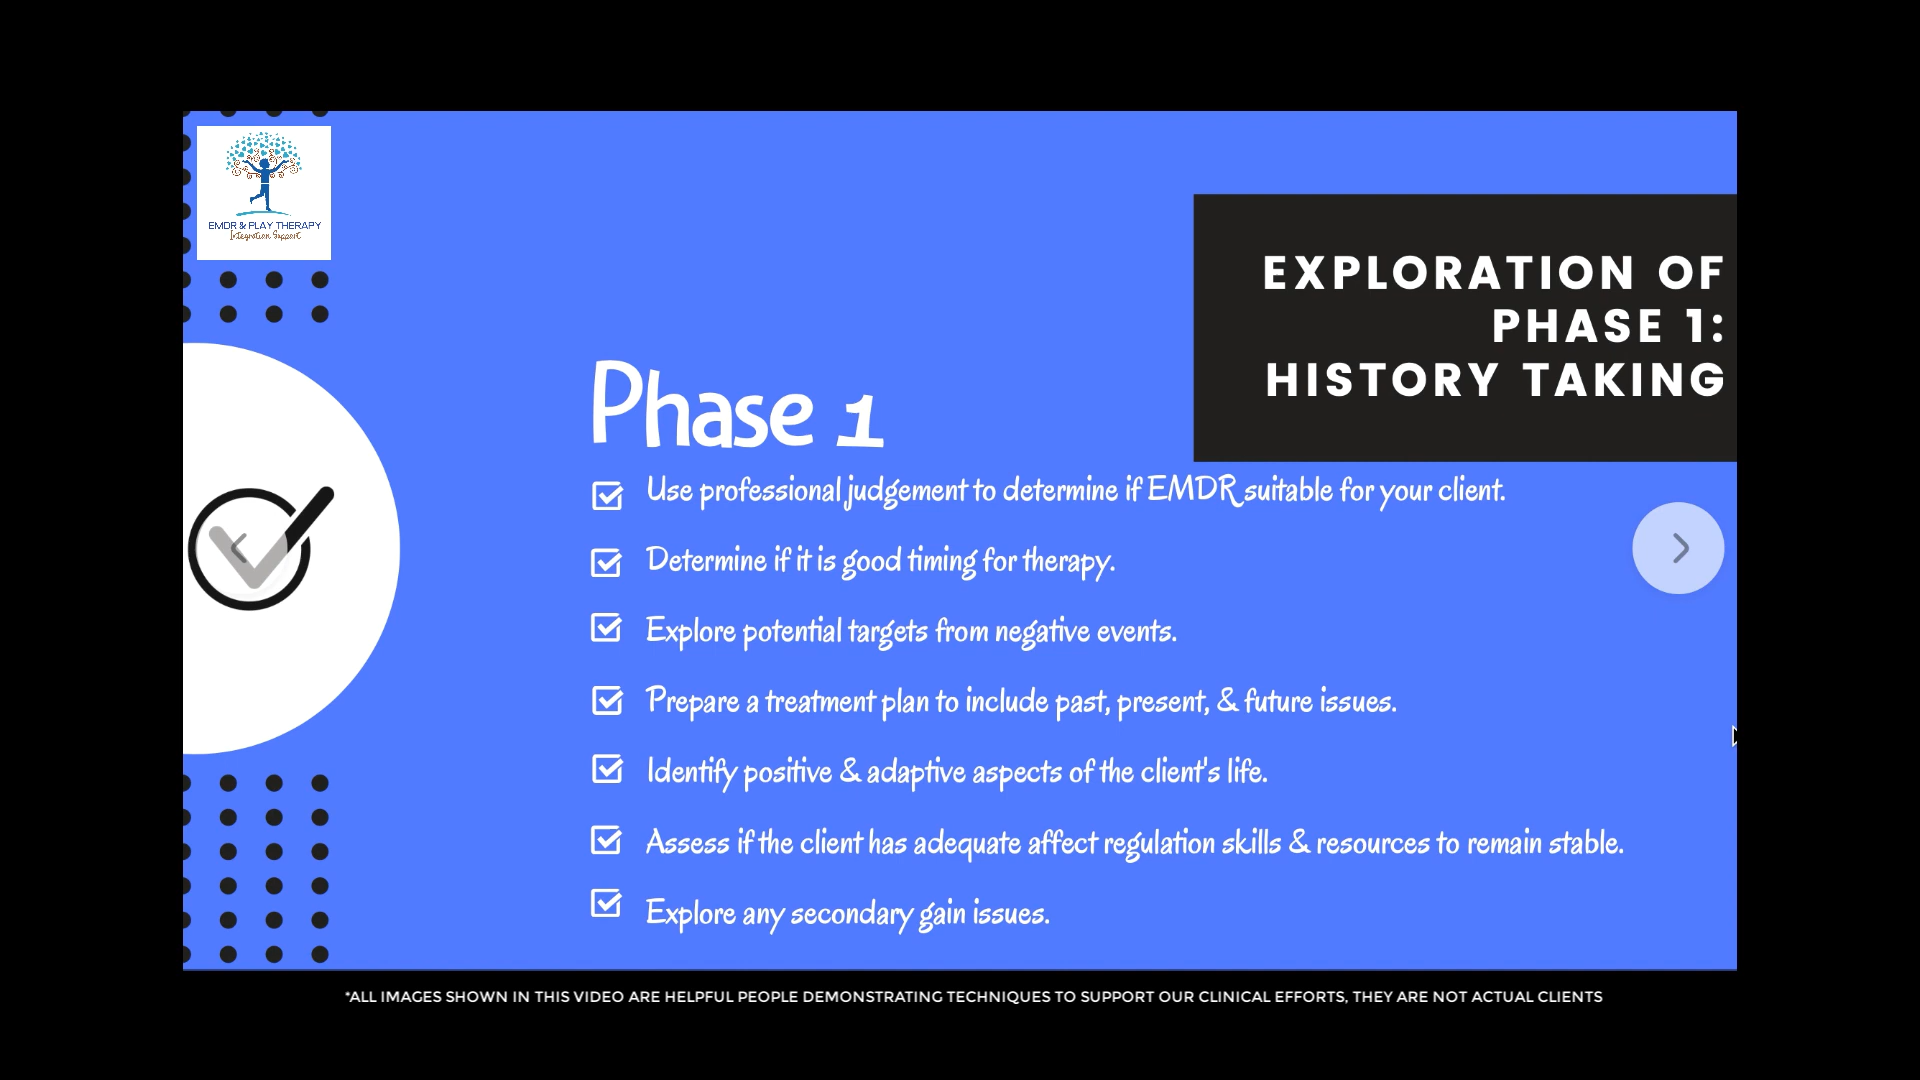 EMDR & PLAY THERAPY
Integration Support
EXPLORATION OF
PHASE 1:
HISTORY TAKING
Phase 1
Use professional judgement to determine if EMDR suitable for your client.
Determine if it is good timing for therapy.
Explore potential targets from negative events.
Prepare a treatment plan to include past, present, & future issues.
Identify positive & adaptive aspects of the client's life.
Assess if the client has adequate affect regulation skills & resources to remain stable.
Explore any secondary gain issues.
*ALL IMAGES SHOWN IN THIS VIDEO ARE HELPFUL PEOPLE DEMONSTRATING TECHNIQUES TO SUPPORT OUR CLINICAL EFFORTS, THEY ARE NOT ACTUAL CLIENTS